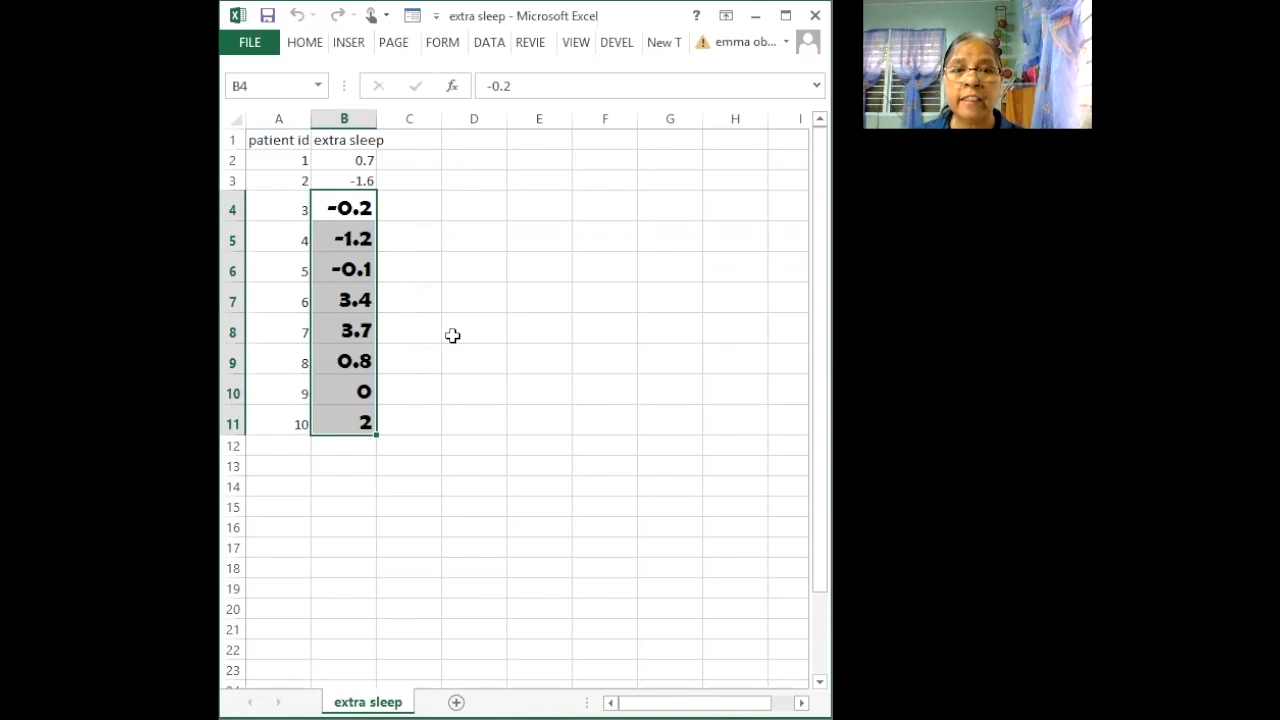 extra sleep - Microsoft Excel ?
FILE HOME INSER PAGE FORM DATA REVIE VIEW DEVEL New T emma ob...
B4 fx -0.2
A B C D E F G H I
1 patient id extra sleep
2 1 0.7
3 2 -1.6
4 3 -0.2
5 4 -1.2
6 5 -0.1
7 6 3.4
8 7 3.7
9 8 0.8
10 9 0
11 10 2
12
13
14
15
16
17
18
19
20
21
22
23
extra sleep